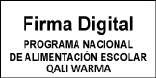 Firma Digital
PROGRAMA NACIONAL
DE ALIMENTACIÓN ESCOLAR
QALI WARMA